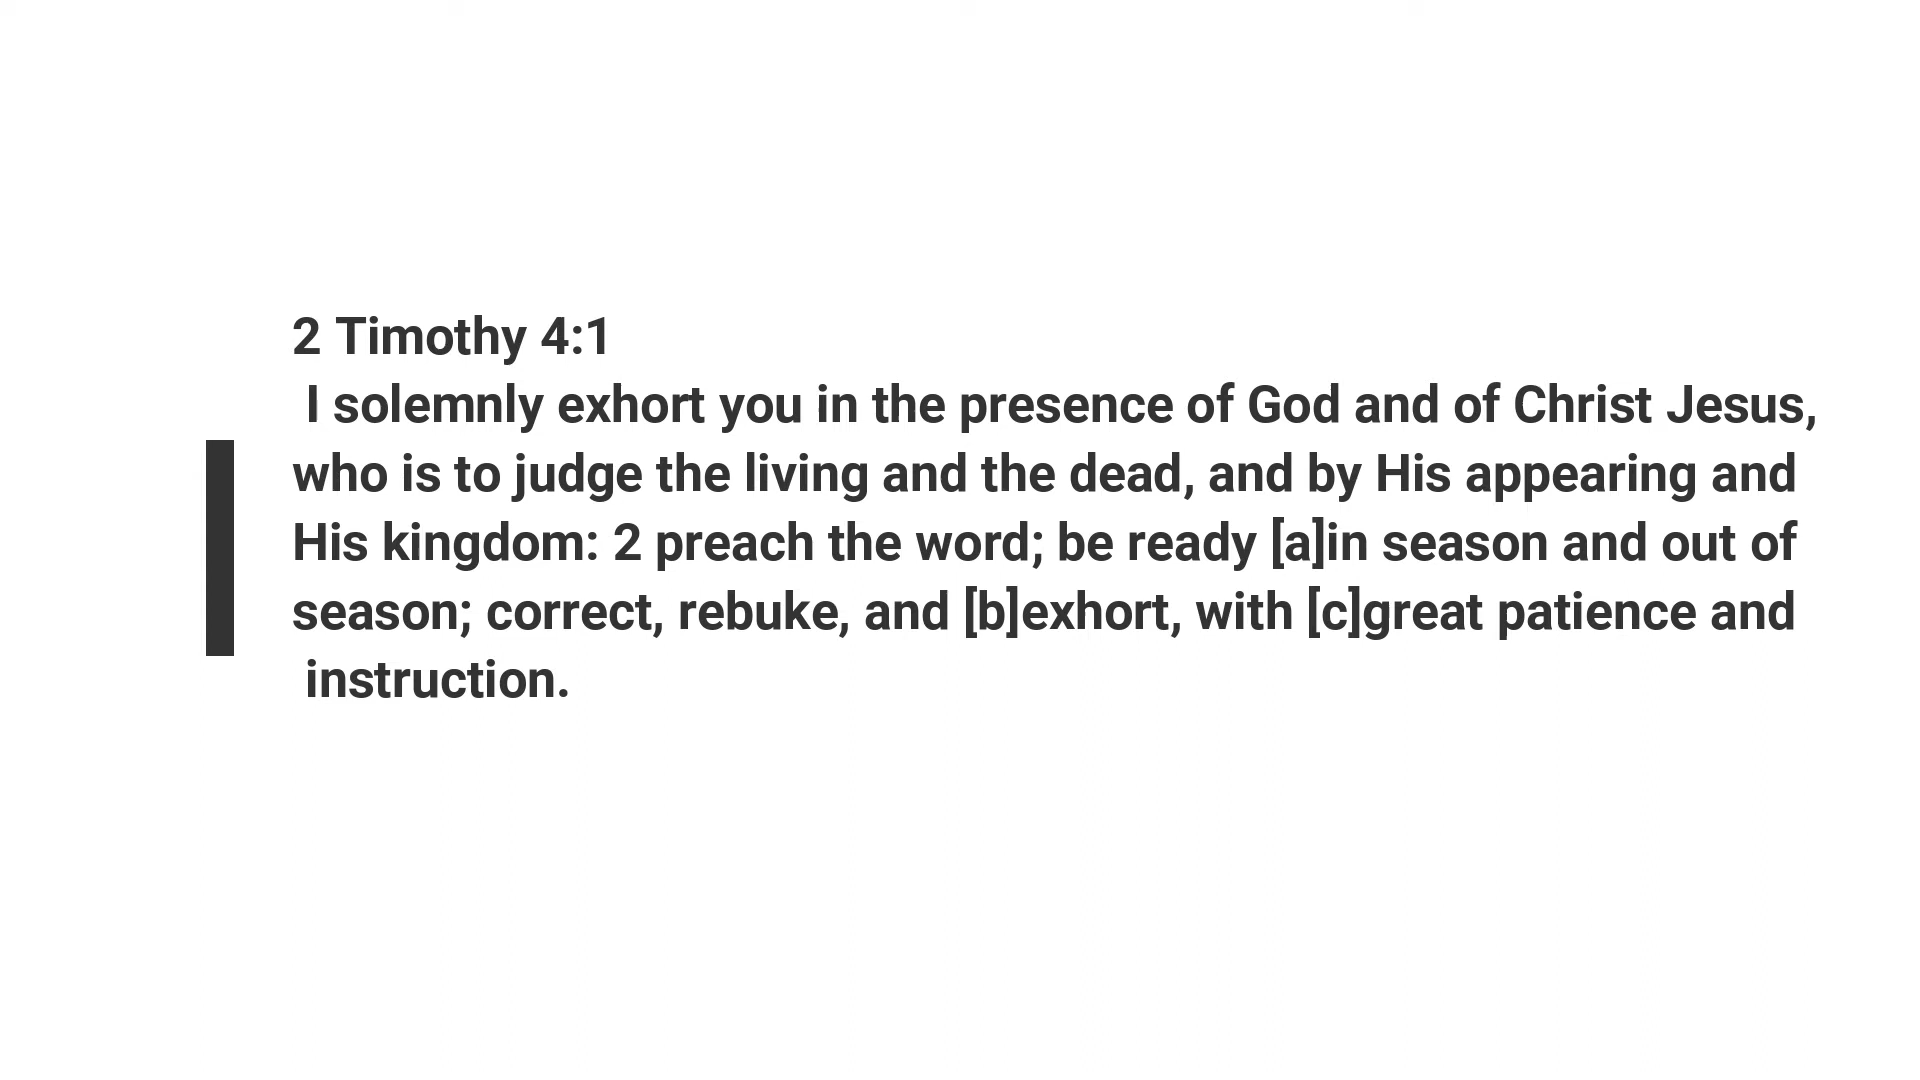 2 Timothy 4:1
I solemnly exhort you in the presence of God and of Christ Jesus,
who is to judge the living and the dead, and by His appearing and
His kingdom: 2 preach the word; be ready [a]in season and out of
season; correct, rebuke, and [b]exhort, with [c]great patience and
instruction.